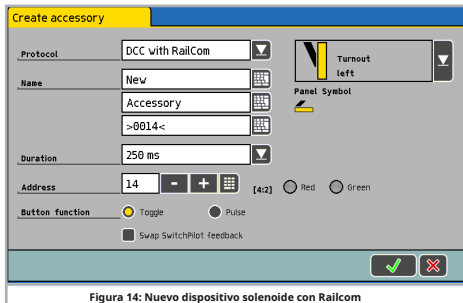 Create accessory
Protocol DCC with RailCom
Turnout
left
Name New
Panel Symbol
Accessory
>0014<
Duration 250 ms
Address 14 - + [4:2] Red Green
Button function Toggle Pulse
Swap SwitchPilot feedback
Figura 14: Nuevo dispositivo solenoide con Railcom